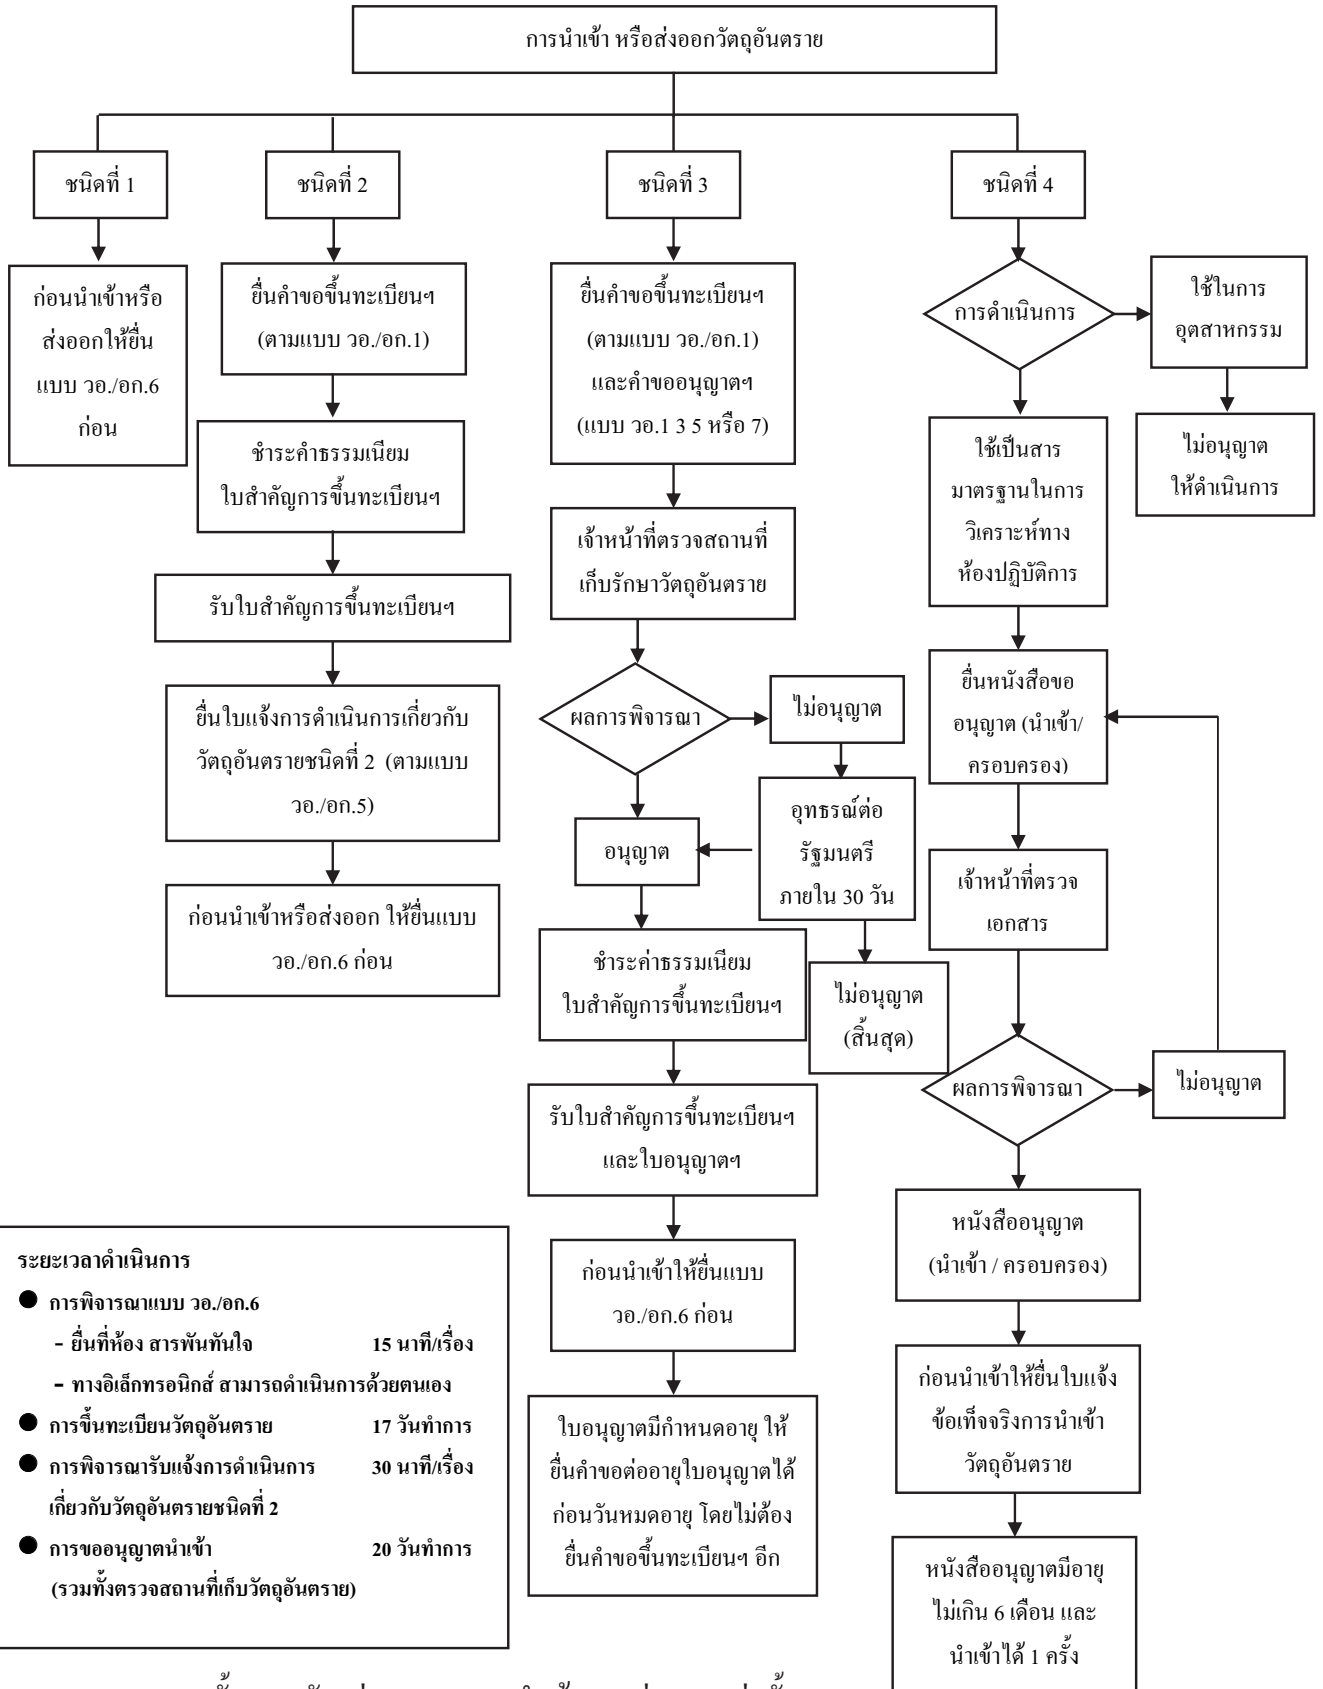 การนำเข้า หรือส่งออกวัตถุอันตราย
ชนิดที่ 1
ก่อนนำเข้าหรือ
ส่งออกให้ยื่น
แบบ วอ./อก.6
ก่อน
ชนิดที่ 2
ยื่นคำขอขึ้นทะเบียนฯ
(ตามแบบ วอ./อก.1)
ชำระค่าธรรมเนียม
ใบสำคัญการขึ้นทะเบียนฯ
รับใบสำคัญการขึ้นทะเบียนฯ
ยื่นใบแจ้งการดำเนินการเกี่ยวกับ
วัตถุอันตรายชนิดที่ 2 (ตามแบบ
วอ./อก.5)
ก่อนนำเข้าหรือส่งออก ให้ยื่นแบบ
วอ./อก.6 ก่อน
ชนิดที่ 3
ยื่นคำขอขึ้นทะเบียนฯ
(ตามแบบ วอ./อก.1)
และคำขออนุญาตฯ
(แบบ วอ.1 3 5 หรือ 7)
เจ้าหน้าที่ตรวจสถานที่
เก็บรักษาวัตถุอันตราย
ผลการพิจารณา
ไม่อนุญาต
อุทธรณ์ต่อ
รัฐมนตรี
ภายใน 30 วัน
อนุญาต
ไม่อนุญาต
(สิ้นสุด)
ชำระค่าธรรมเนียม
ใบสำคัญการขึ้นทะเบียนฯ
รับใบสำคัญการขึ้นทะเบียนฯ
และใบอนุญาตฯ
ก่อนนำเข้าให้ยื่นแบบ
วอ./อก.6 ก่อน
ใบอนุญาตมีกำหนดอายุ ให้
ยื่นคำขอต่ออายุใบอนุญาตได้
ก่อนวันหมดอายุ โดยไม่ต้อง
ยื่นคำขอขึ้นทะเบียนฯ อีก
ชนิดที่ 4
การดำเนินการ
ใช้ในการ
อุตสาหกรรม
ไม่อนุญาต
ให้ดำเนินการ
ใช้เป็นสาร
มาตรฐานในการ
วิเคราะห์ทาง
ห้องปฏิบัติการ
ยื่นหนังสือขอ
อนุญาต (นำเข้า/
ครอบครอง)
เจ้าหน้าที่ตรวจ
เอกสาร
ผลการพิจารณา
ไม่อนุญาต
หนังสืออนุญาต
(นำเข้า / ครอบครอง)
ก่อนนำเข้าให้ยื่นใบแจ้ง
ข้อเท็จจริงการนำเข้า
วัตถุอันตราย
หนังสืออนุญาตมีอายุ
ไม่เกิน 6 เดือน และ
นำเข้าได้ 1 ครั้ง
ระยะเวลาดำเนินการ
● การพิจารณาแบบ วอ./อก.6
- ยื่นที่ห้อง สารพันทันใจ 15 นาที/เรื่อง
- ทางอิเล็กทรอนิกส์ สามารถดำเนินการด้วยตนเอง
● การขึ้นทะเบียนวัตถุอันตราย 17 วันทำการ
● การพิจารณารับแจ้งการดำเนินการ 30 นาที/เรื่อง
เกี่ยวกับวัตถุอันตรายชนิดที่ 2
● การขออนุญาตนำเข้า 20 วันทำการ
(รวมทั้งตรวจสถานที่เก็บวัตถุอันตราย)